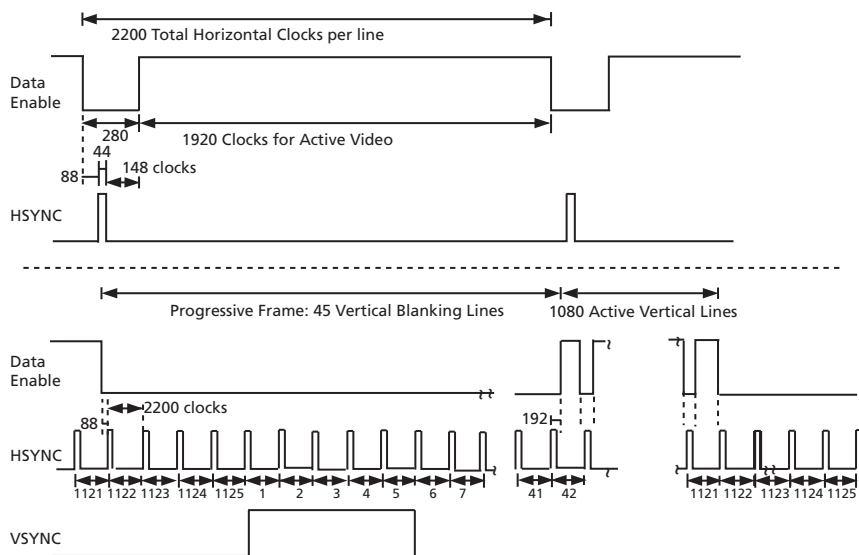 2200 Total Horizontal Clocks per line
Data
Enable
280
1920 Clocks for Active Video
44
148 clocks
88
HSYNC
Progressive Frame: 45 Vertical Blanking Lines
1080 Active Vertical Lines
Data
Enable
2200 clocks
88
192
HSYNC
1121 1122 1123 1124 1125 1 2 3 4 5 6 7 41 42 1121 1122 1123 1124 1125
VSYNC